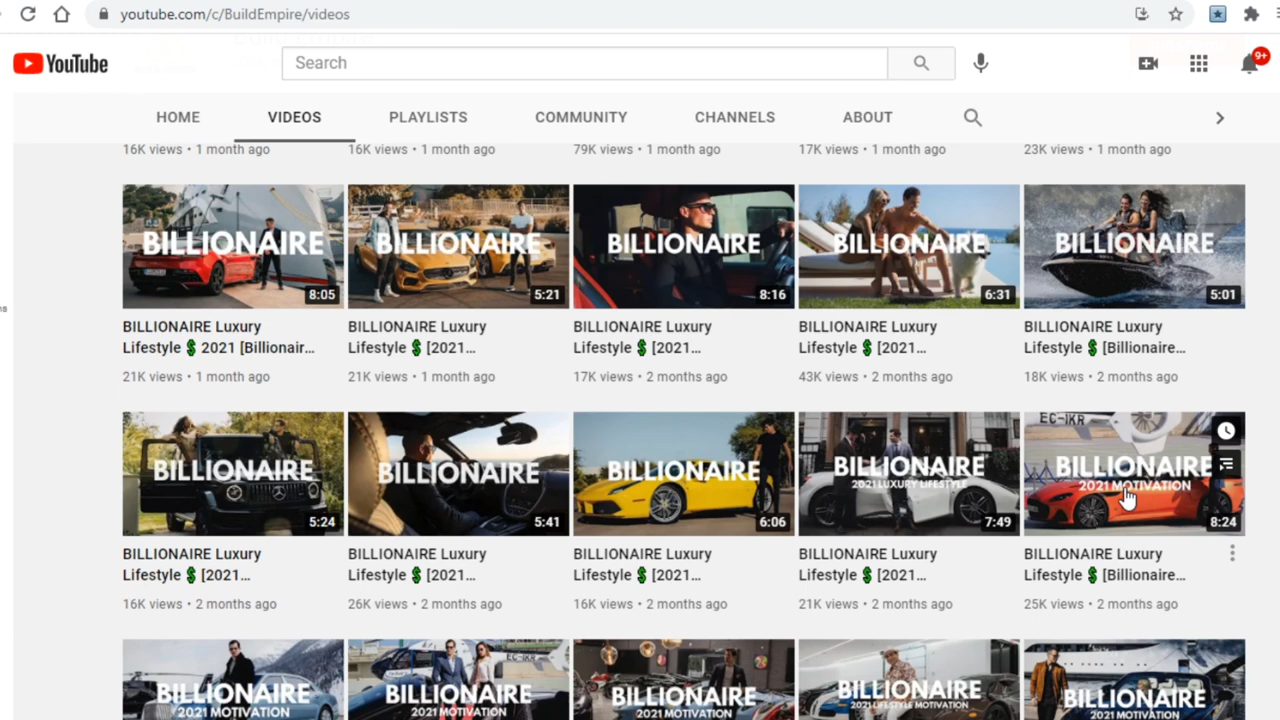 youtube.com/c/BuildEmpire/videos
YouTube
Search
9+
HOME VIDEOS PLAYLISTS COMMUNITY CHANNELS ABOUT
16K views • 1 month ago
16K views • 1 month ago
79K views • 1 month ago
17K views • 1 month ago
23K views • 1 month ago
BILLIONAIRE
8:05
BILLIONAIRE
5:21
BILLIONAIRE
8:16
BILLIONAIRE
6:31
BILLIONAIRE
5:01
BILLIONAIRE Luxury
Lifestyle 💲 2021 [Billionair...
21K views • 1 month ago
BILLIONAIRE Luxury
Lifestyle 💲 [2021...
21K views • 1 month ago
BILLIONAIRE Luxury
Lifestyle 💲 [2021...
17K views • 2 months ago
BILLIONAIRE Luxury
Lifestyle 💲 [2021...
43K views • 2 months ago
BILLIONAIRE Luxury
Lifestyle 💲 [Billionaire...
18K views • 2 months ago
BILLIONAIRE
5:24
BILLIONAIRE
5:41
BILLIONAIRE
6:06
BILLIONAIRE
2021 LUXURY LIFESTYLE
7:49
EC-IKR
BILLIONAIRE
2021 MOTIVATION
8:24
BILLIONAIRE Luxury
Lifestyle 💲 [2021...
16K views • 2 months ago
BILLIONAIRE Luxury
Lifestyle 💲 [2021...
26K views • 2 months ago
BILLIONAIRE Luxury
Lifestyle 💲 [2021...
16K views • 2 months ago
BILLIONAIRE Luxury
Lifestyle 💲 [2021...
21K views • 2 months ago
BILLIONAIRE Luxury
Lifestyle 💲 [Billionaire...
25K views • 2 months ago
BILLIONAIRE
2021 MOTIVATION
EC-IKR
BILLIONAIRE
2021 MOTIVATION
BILLIONAIRE
2021 MOTIVATION
BILLIONAIRE
2021 LIFESTYLE MOTIVATION
BILLIONAIRE
2021 MOTIVATION